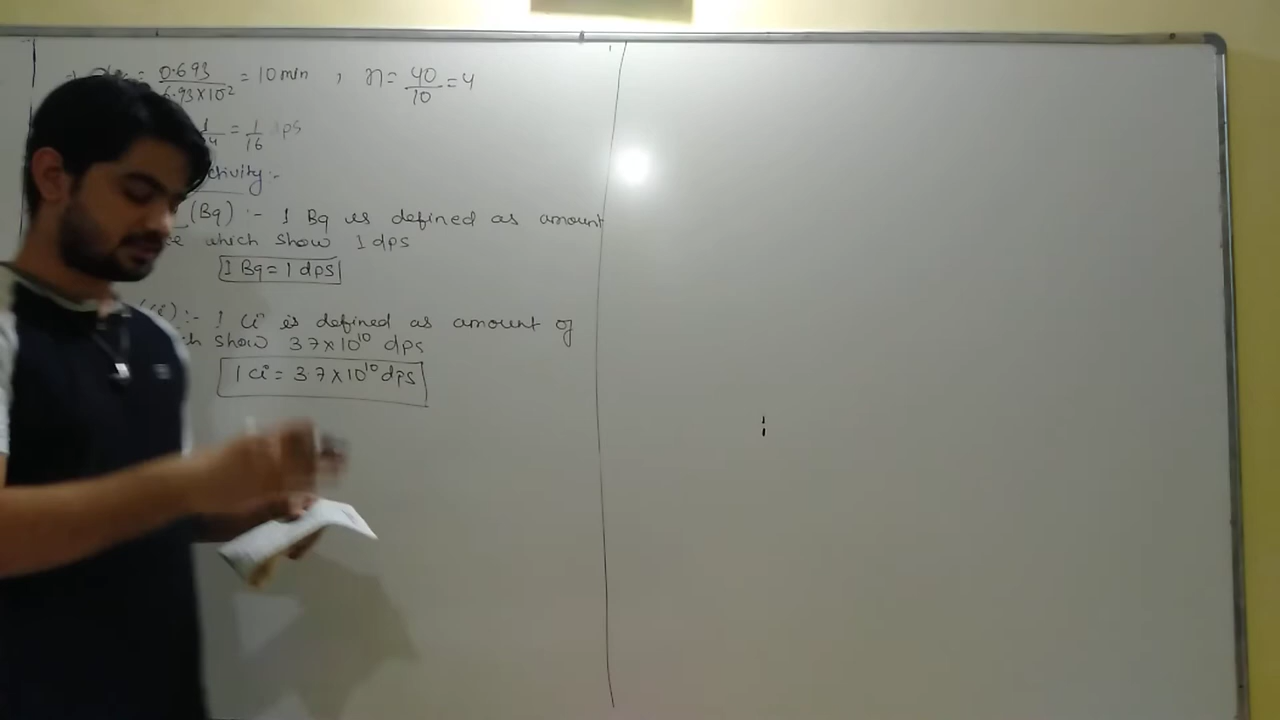 = 0.693 / 6.93×10² = 10 min , n = 40/10 = 4
= 1/16 dps
ctivity :-
(Bq) :- 1 Bq is defined as amount
which show 1 dps
1 Bq = 1 dps
(Ci) :- 1 Ci is defined as amount of
show 3.7×10¹⁰ dps
1 Ci = 3.7×10¹⁰ dps